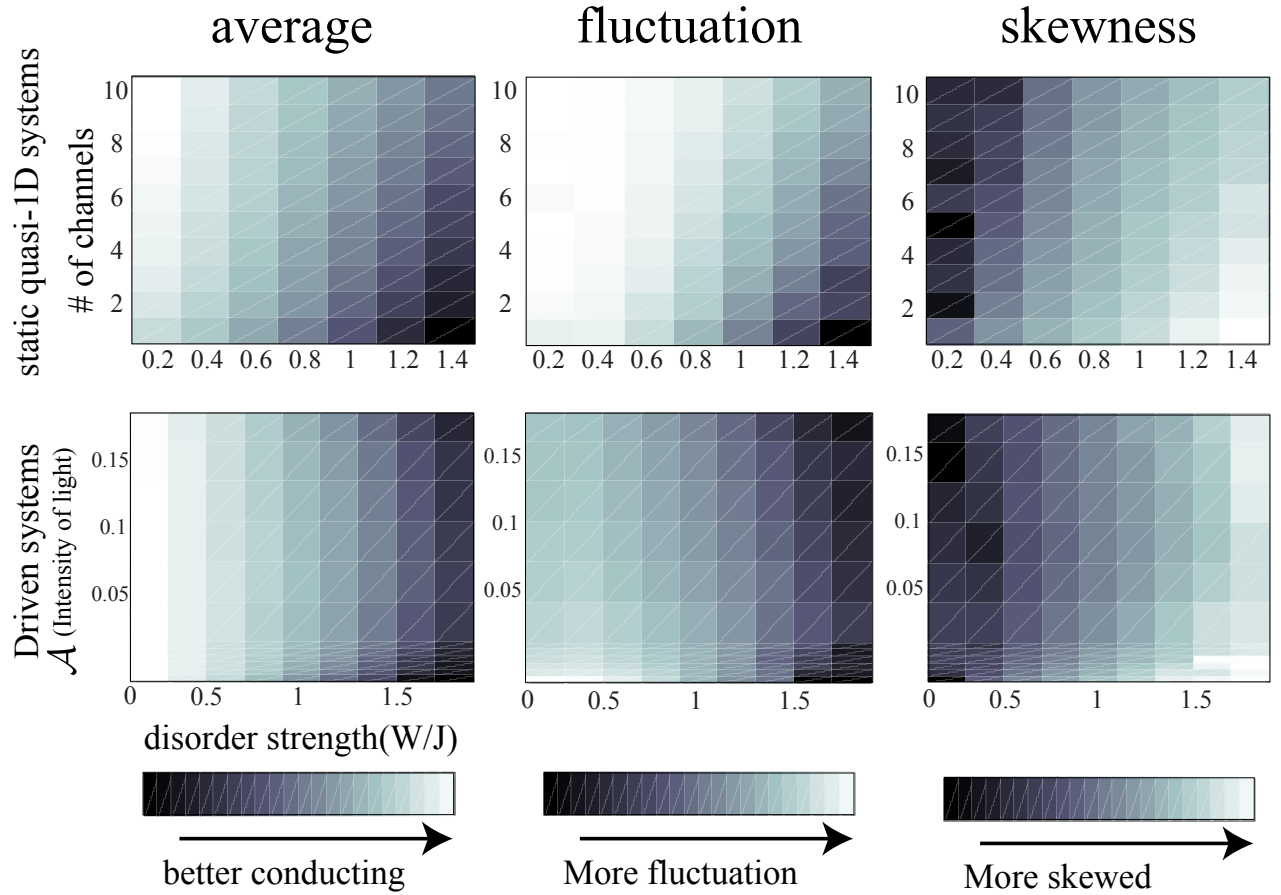 average fluctuation skewness
static quasi-1D systems
# of channels
10
8
6
4
2
0.2 0.4 0.6 0.8 1 1.2 1.4
10
8
6
4
2
0.2 0.4 0.6 0.8 1 1.2 1.4
10
8
6
4
2
0.2 0.4 0.6 0.8 1 1.2 1.4
Driven systems
𝒜 (Intensity of light)
0.15
0.1
0.05
0 0.5 1 1.5
0.15
0.1
0.05
0 0.5 1 1.5
0.15
0.1
0.05
0 0.5 1 1.5
disorder strength(W/J)
better conducting
More fluctuation
More skewed